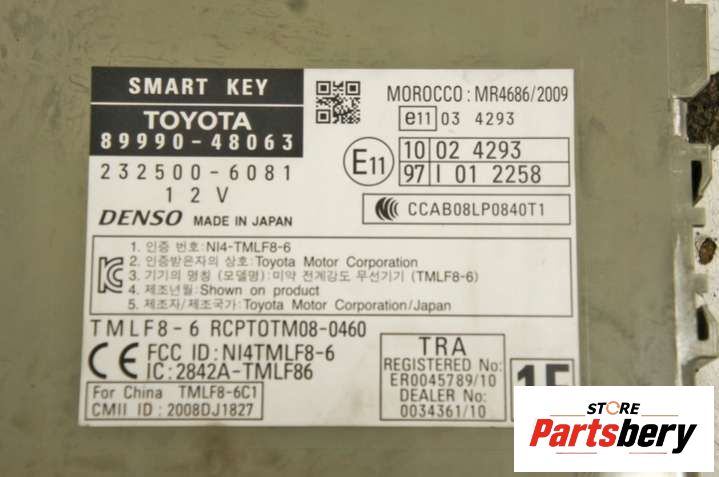 SMART KEY
TOYOTA
89990-48063
232500-6081
12V
DENSO MADE IN JAPAN
MOROCCO : MR4686/2009
e11 03 4293
E11
10 02 4293
97 I 01 2258
CCAB08LP0840T1
1. 인증 번호: NI4-TMLF8-6
2. 인증받은자의 상호: Toyota Motor Corporation
3. 기기의 명칭 (모델명): 미약 전계강도 무선기기 (TMLF8-6)
4. 제조년월: Shown on product
5. 제조자/제조국가: Toyota Motor Corporation/Japan
TMLF8-6 RCPTOTM08-0460
CE
FCC ID: NI4TMLF8-6
IC: 2842A-TMLF86
For China TMLF8-6C1
CMII ID : 2008DJ1827
TRA
REGISTERED No:
ER0045789/10
DEALER No:
0034361/10
STORE
Partsbery